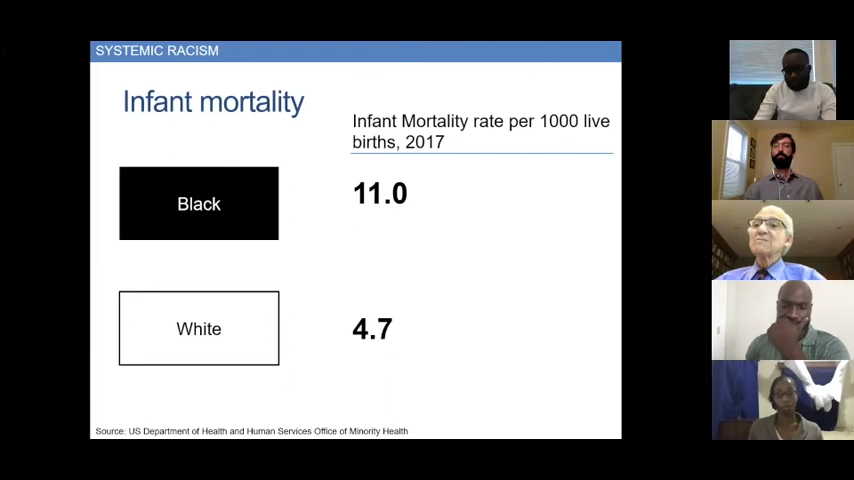 SYSTEMIC RACISM
Infant mortality
Infant Mortality rate per 1000 live
births, 2017
Black
11.0
White
4.7
Source: US Department of Health and Human Services Office of Minority Health